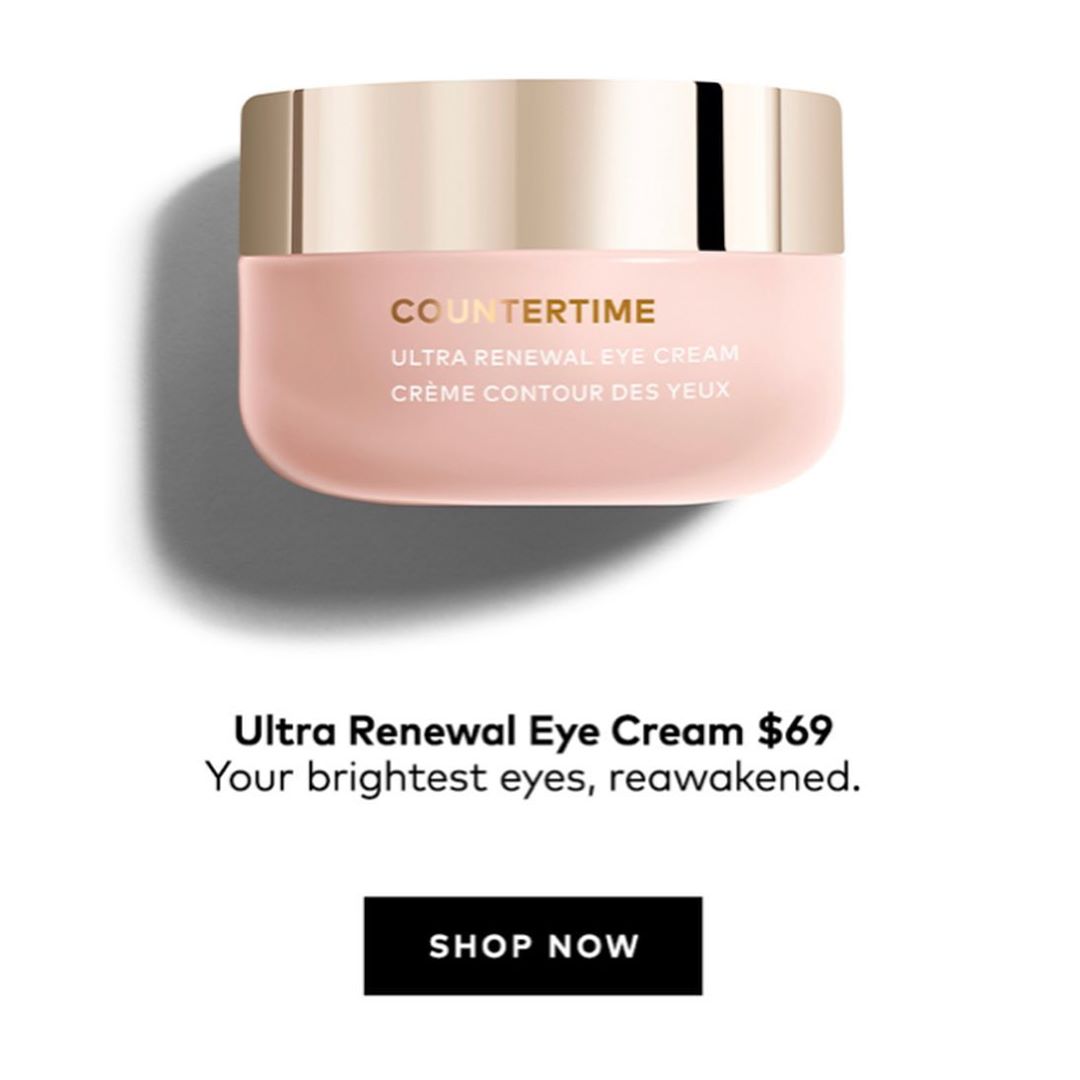 COUNTERTIME
ULTRA RENEWAL EYE CREAM
CRÈME CONTOUR DES YEUX
Ultra Renewal Eye Cream $69
Your brightest eyes, reawakened.
SHOP NOW